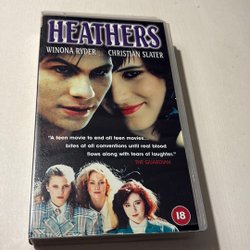 HEATHERS
WINONA RYDER CHRISTIAN SLATER
"A teen movie to end all teen movies...
bites at all conventions until real blood
flows along with tears of laughter."
THE GUARDIAN
18